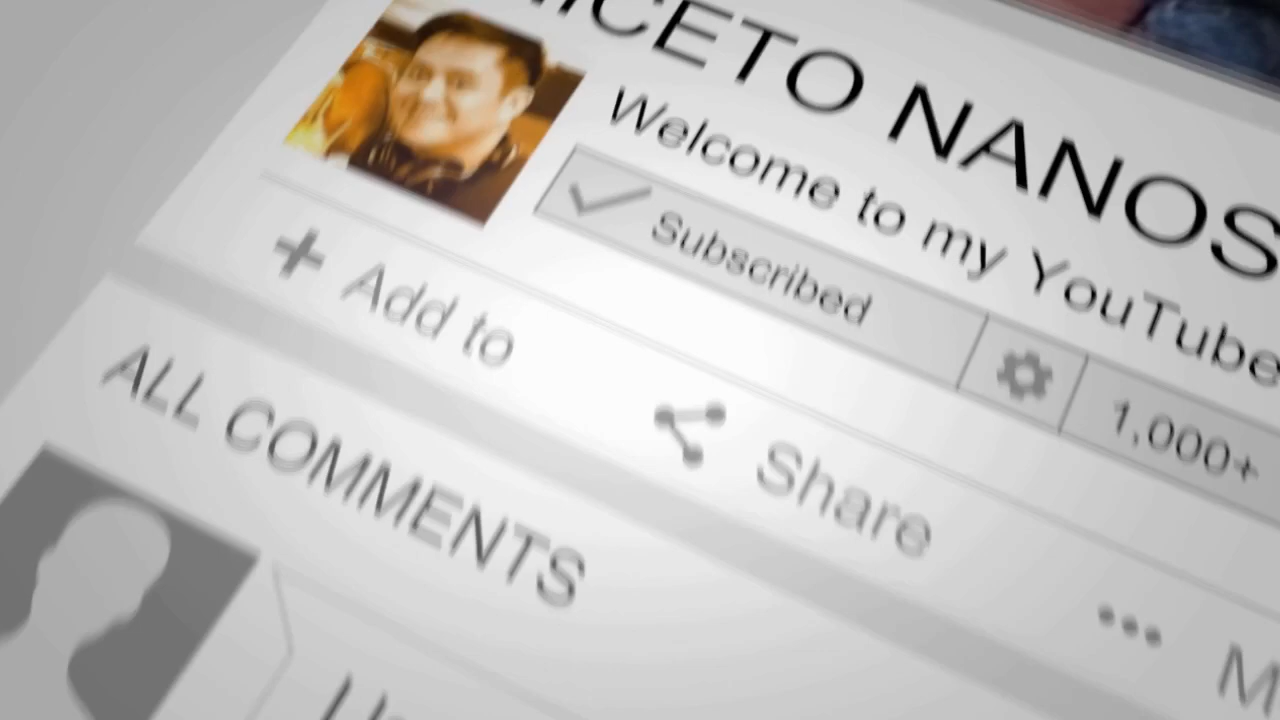 ICETO NANOS
Welcome to my YouTube
Subscribed
1,000+
Add to
Share
ALL COMMENTS